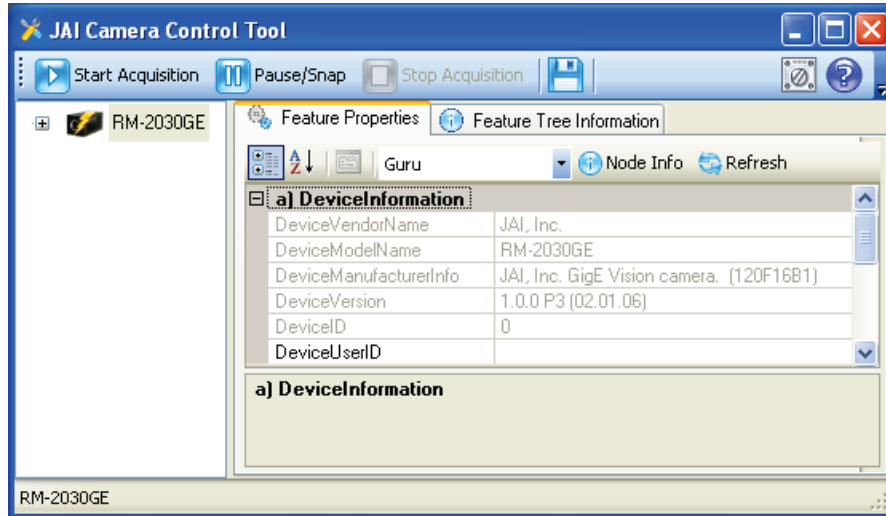 JAI Camera Control Tool
Start Acquisition Pause/Snap Stop Acquisition
RM-2030GE
Feature Properties Feature Tree Information
Guru Node Info Refresh
a) DeviceInformation
DeviceVendorName JAI, Inc.
DeviceModelName RM-2030GE
DeviceManufacturerInfo JAI, Inc. GigE Vision camera. (120F16B1)
DeviceVersion 1.0.0 P3 (02.01.06)
DeviceID 0
DeviceUserID
a) DeviceInformation
RM-2030GE